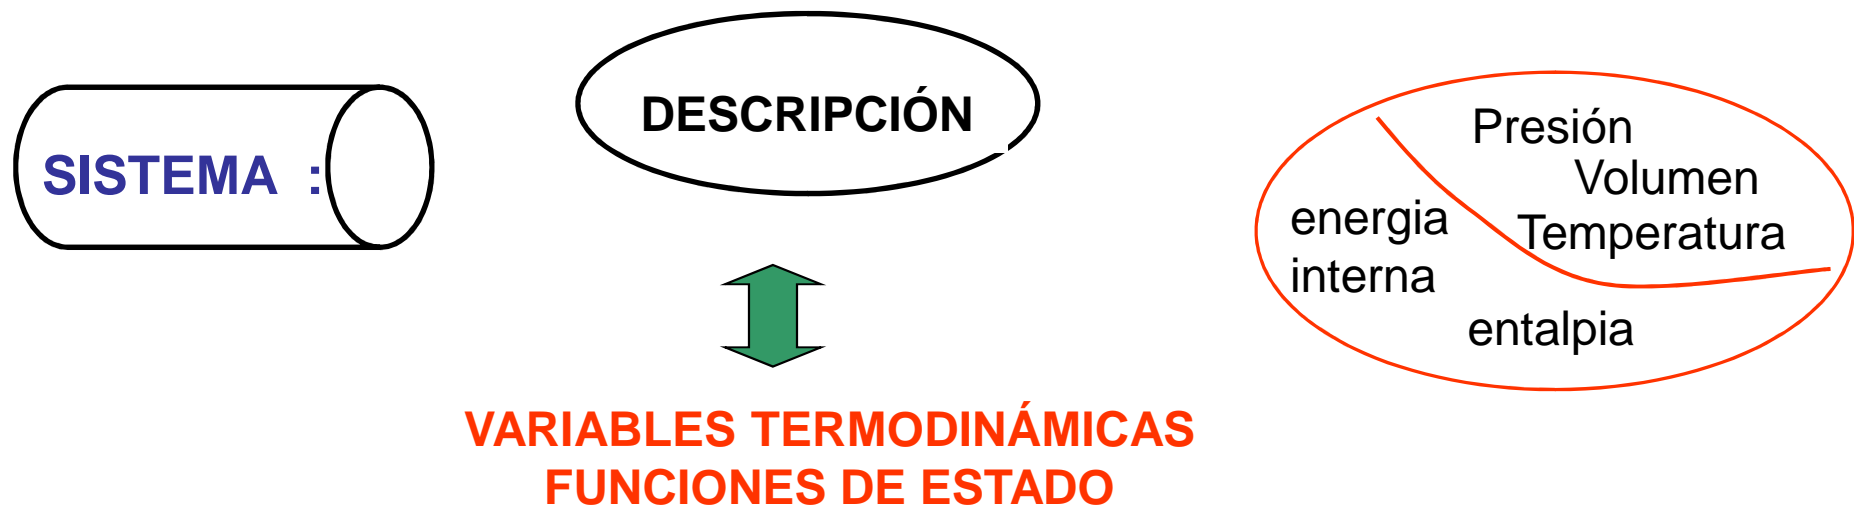 SISTEMA :
DESCRIPCIÓN
VARIABLES TERMODINÁMICAS
FUNCIONES DE ESTADO
Presión
Volumen
Temperatura
energia
interna
entalpia